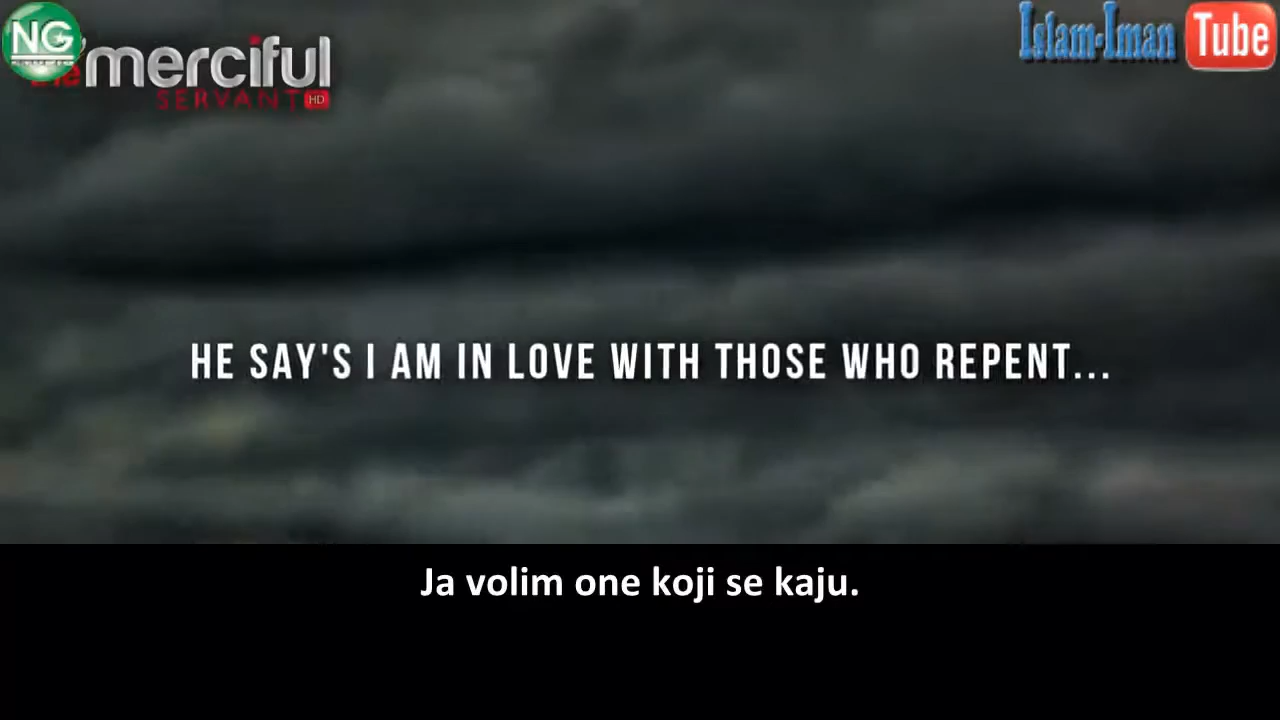 NG
the merciful
SERVANT HD
Islam-Iman Tube
HE SAY'S I AM IN LOVE WITH THOSE WHO REPENT...
Ja volim one koji se kaju.